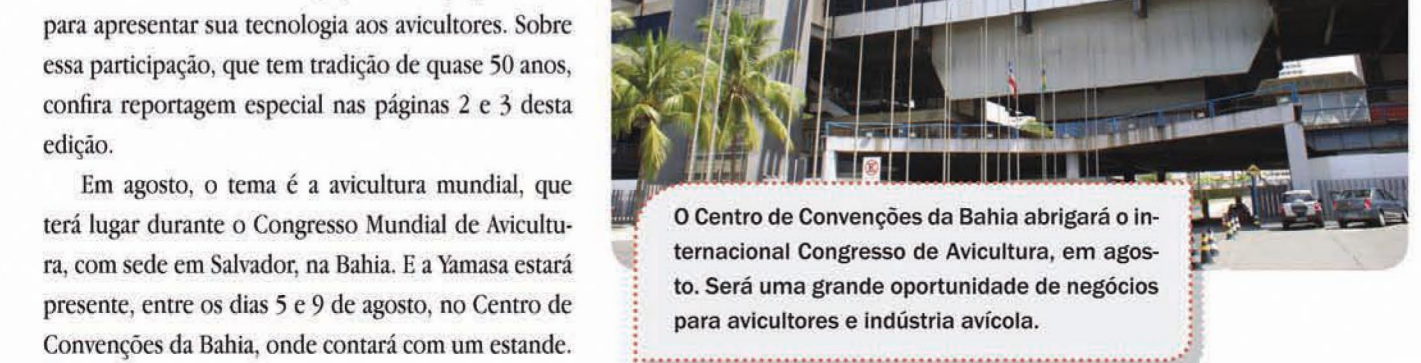 para apresentar sua tecnologia aos avicultores. Sobre
essa participação, que tem tradição de quase 50 anos,
confira reportagem especial nas páginas 2 e 3 desta
edição.
Em agosto, o tema é a avicultura mundial, que
terá lugar durante o Congresso Mundial de Avicultu-
ra, com sede em Salvador, na Bahia. E a Yamasa estará
presente, entre os dias 5 e 9 de agosto, no Centro de
Convenções da Bahia, onde contará com um estande.
O Centro de Convenções da Bahia abrigará o in-
ternacional Congresso de Avicultura, em agos-
to. Será uma grande oportunidade de negócios
para avicultores e indústria avícola.